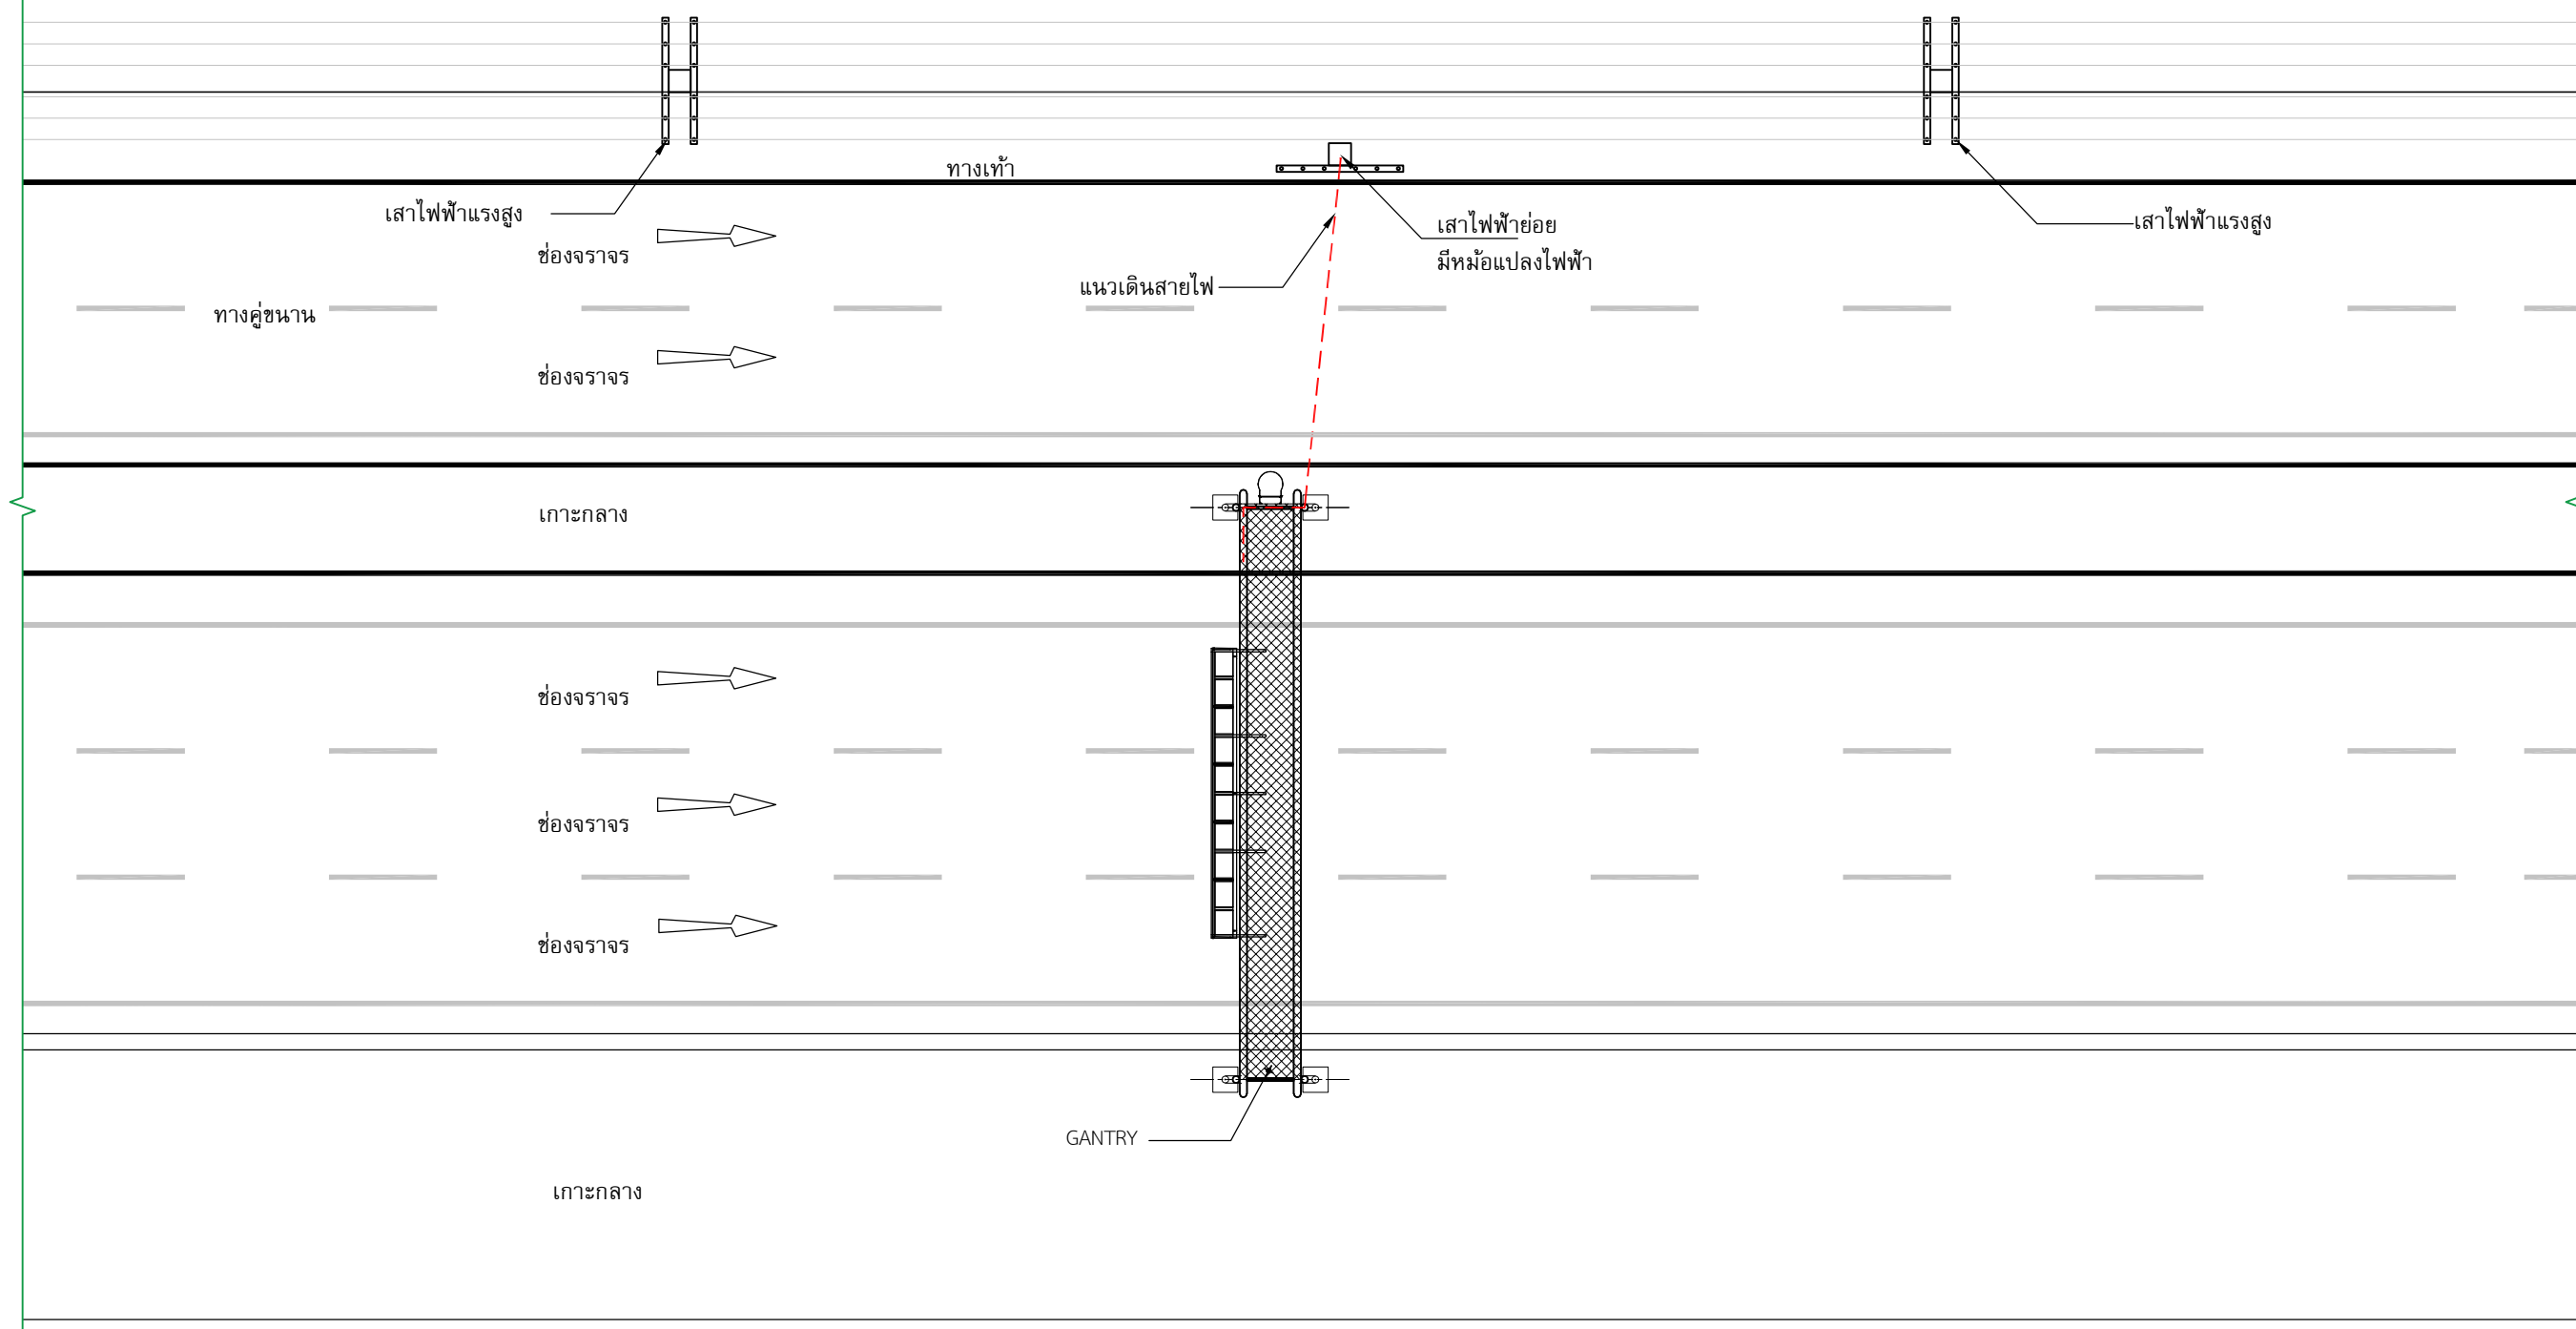 ทางเท้า
เสาไฟฟ้าแรงสูง
เสาไฟฟ้าย่อย
มีหม้อแปลงไฟฟ้า
เสาไฟฟ้าแรงสูง
ช่องจราจร
แนวเดินสายไฟ
ทางคู่ขนาน
ช่องจราจร
เกาะกลาง
ช่องจราจร
ช่องจราจร
ช่องจราจร
GANTRY
เกาะกลาง